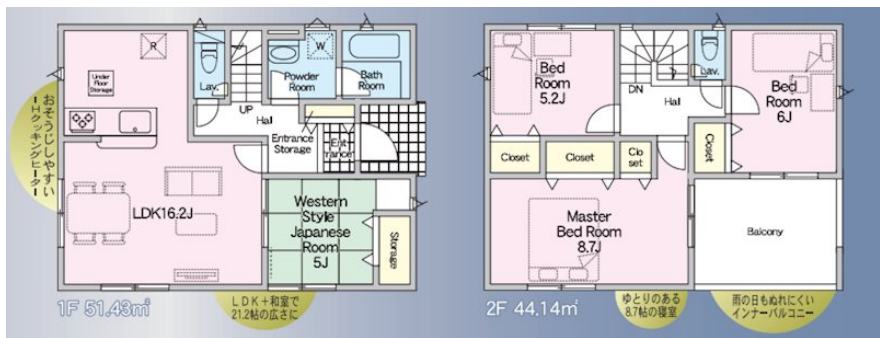 おそうじしやすい
IHクッキングヒーター
R
Under
Floor
Storage
Lav.
UP
Hall
Powder
Room
W
Bath
Room
Entrance
Storage
Ent
rance
LDK16.2J
Western
Style
Japanese
Room
5J
Storage
1F 51.43㎡
LDK+和室で
21.2帖の広さに
Bed
Room
5.2J
DN
Hall
Lav.
Bed
Room
6J
Closet
Closet
Clo
set
Closet
Master
Bed Room
8.7J
Balcony
2F 44.14㎡
ゆとりのある
8.7帖の寝室
雨の日もぬれにくい
インナーバルコニー